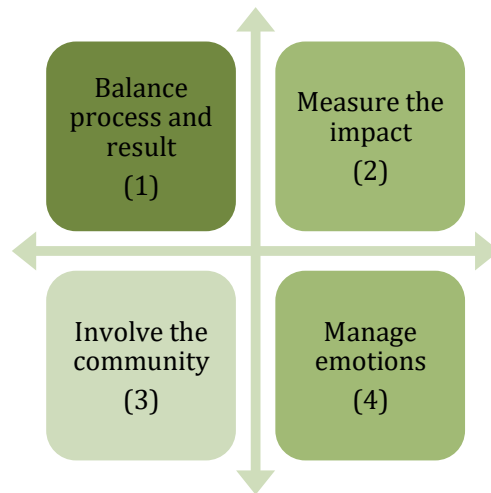 Balance
process and
result
(1)
Measure the
impact
(2)
Involve the
community
(3)
Manage
emotions
(4)